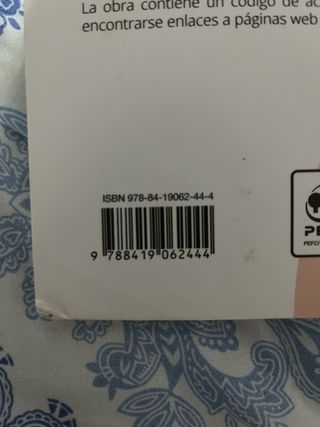 La obra contiene un código de ac
encontrarse enlaces a páginas web
ISBN 978-84-19062-44-4
9 788419 062444
PE
PEFC/